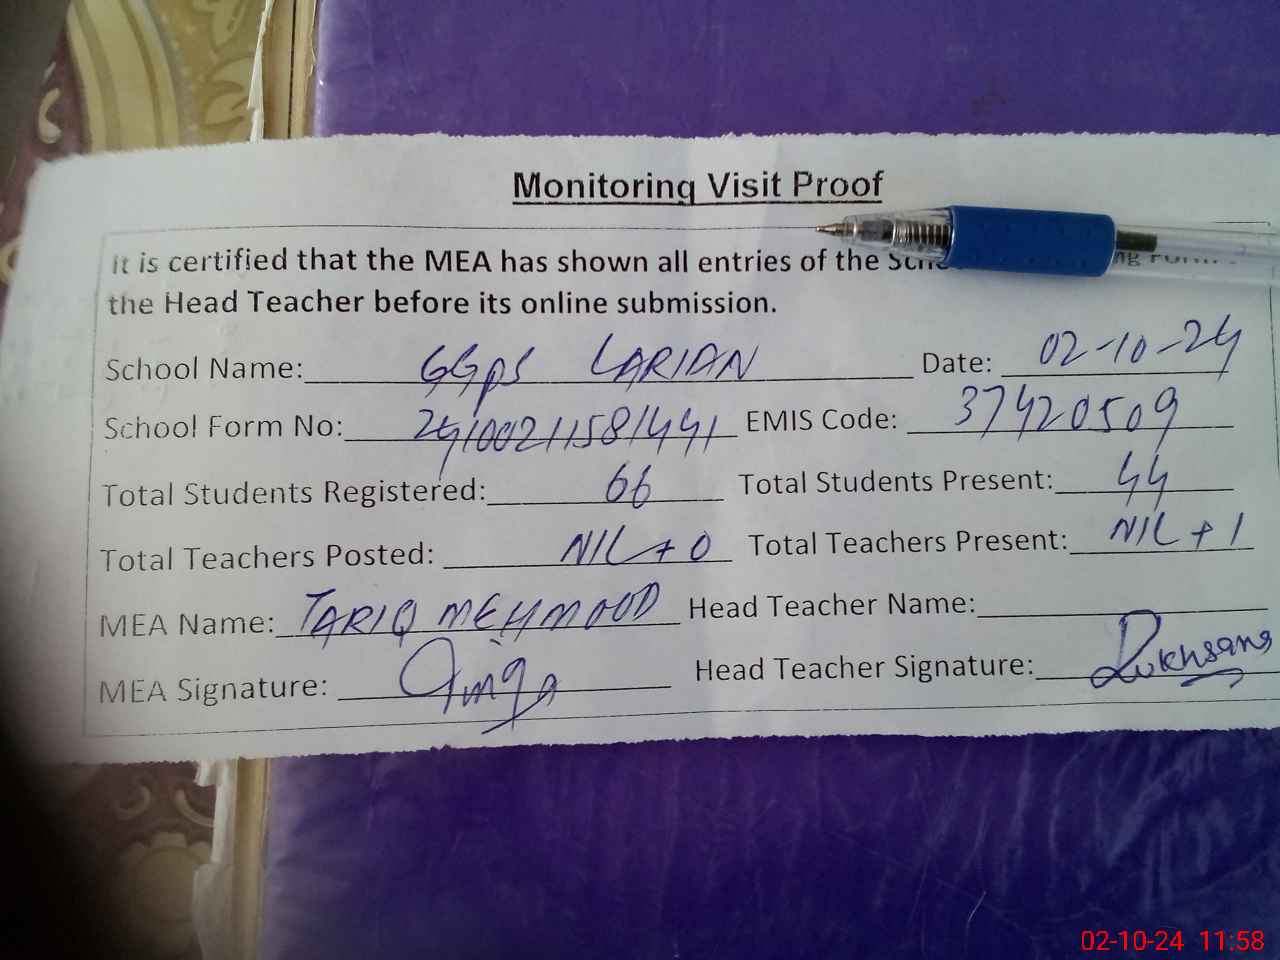 Monitoring Visit Proof
It is certified that the MEA has shown all entries of the
the Head Teacher before its online submission.
School Name: GGPS LARIAN Date: 02-10-24
School Form No: 24100211581441 EMIS Code: 37420509
Total Students Registered: 66 Total Students Present: 44
Total Teachers Posted: NIL + 0 Total Teachers Present: NIL + 1
MEA Name: TARIQ MEHMOOD Head Teacher Name:
MEA Signature: Head Teacher Signature: Rukhsana
02-10-24 11:58